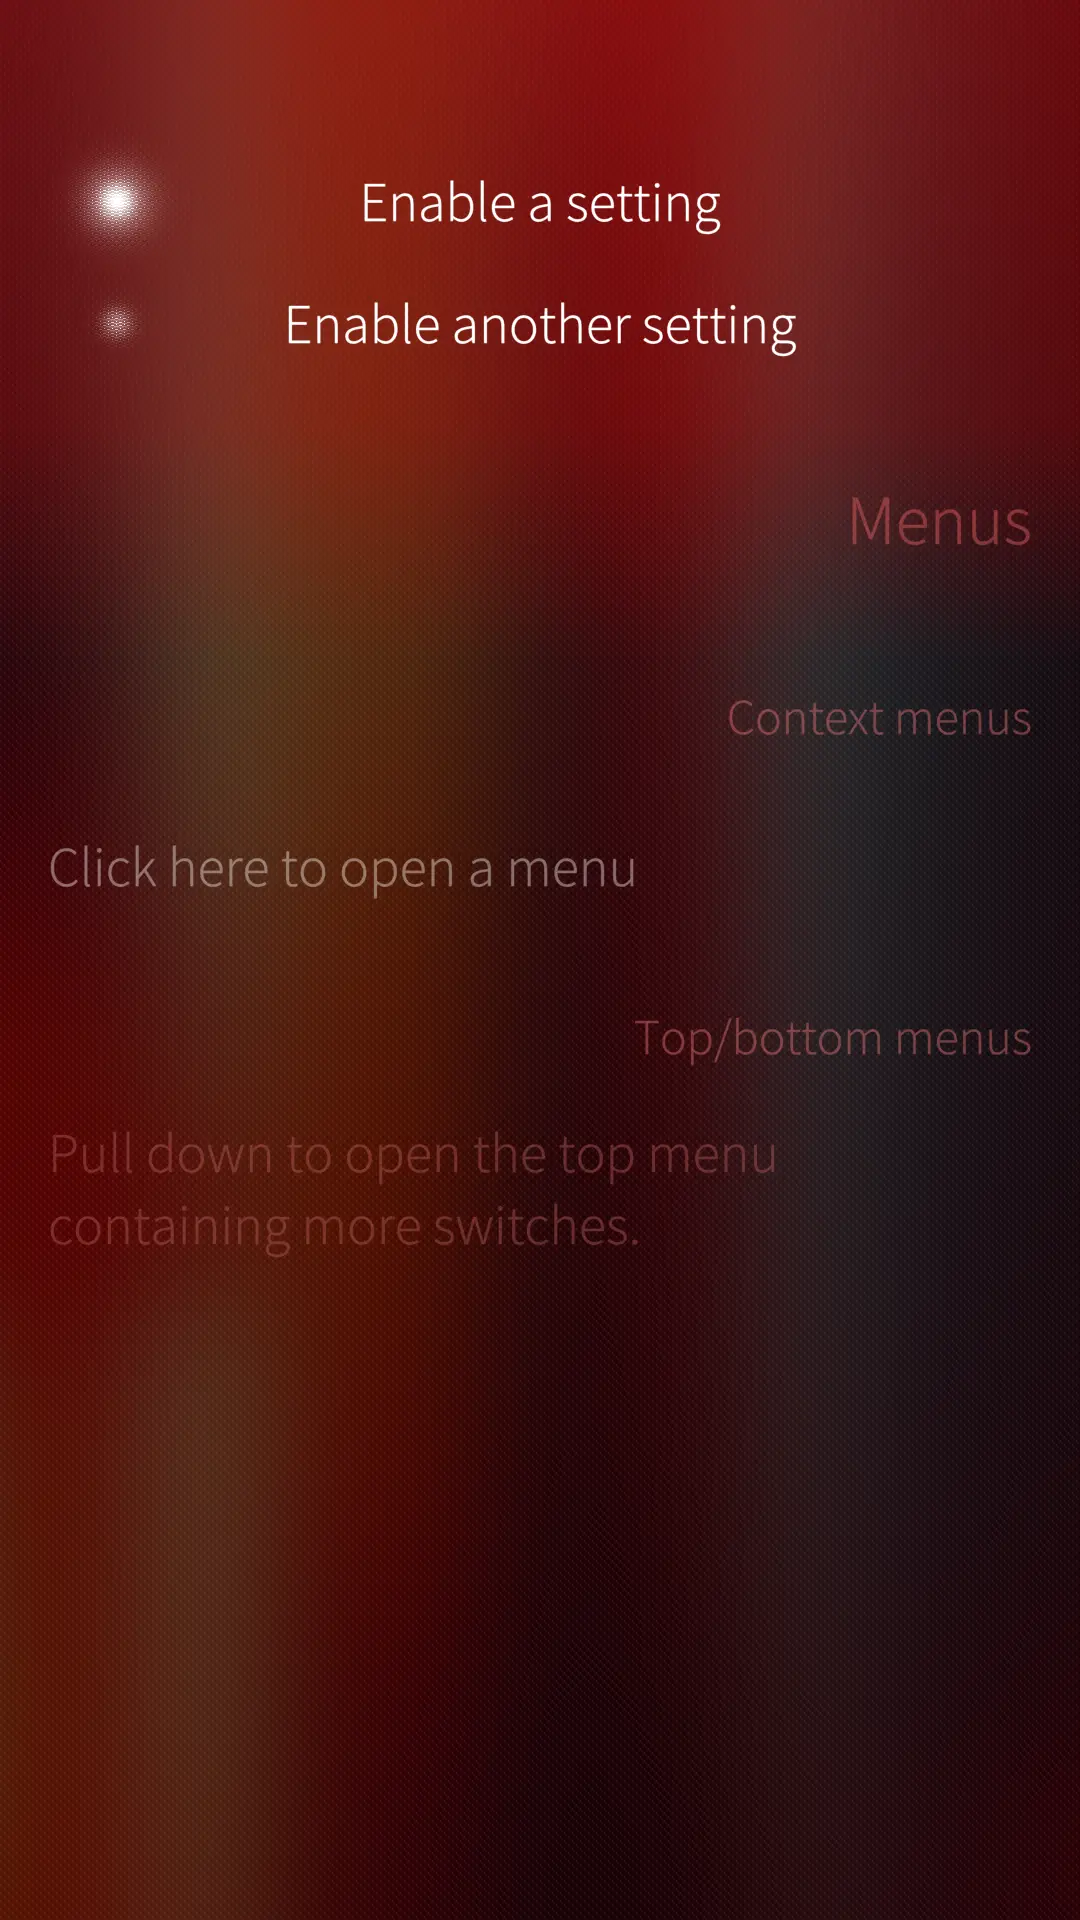 Enable a setting
Enable another setting
Menus
Context menus
Click here to open a menu
Top/bottom menus
Pull down to open the top menu
containing more switches.